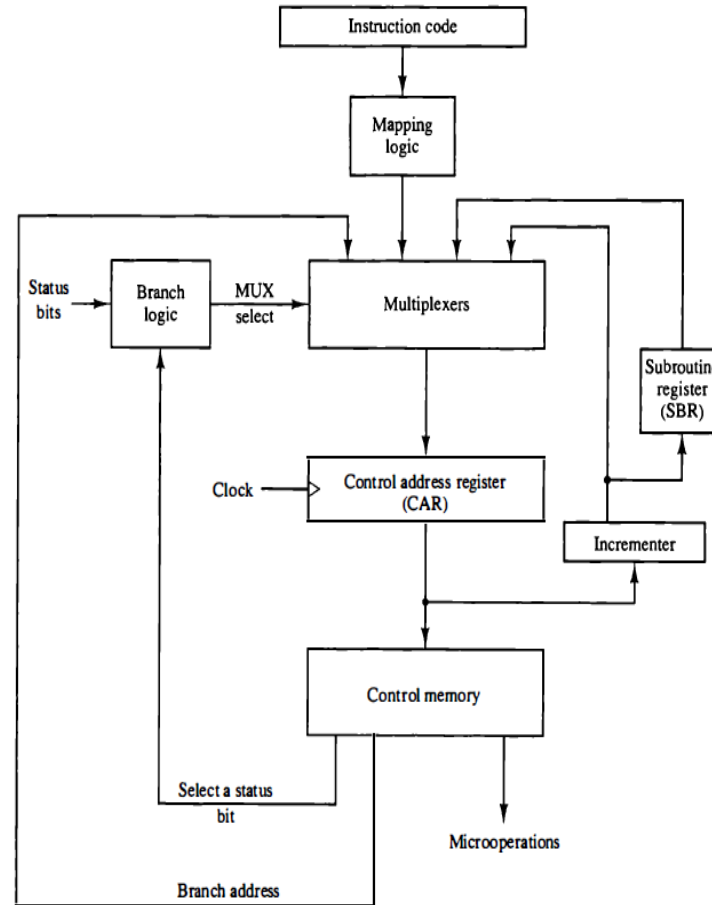 Instruction code
Mapping
logic
Status
bits
Branch
logic
MUX
select
Multiplexers
Subroutine
register
(SBR)
Clock
Control address register
(CAR)
Incrementer
Control memory
Select a status
bit
Microoperations
Branch address